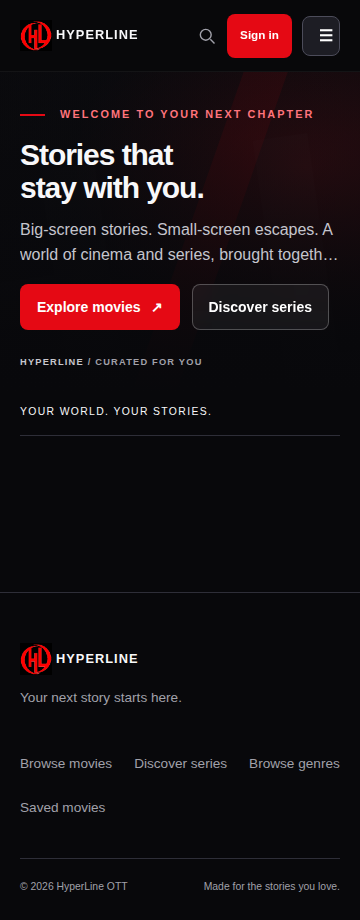 HYPERLINE
Sign in
WELCOME TO YOUR NEXT CHAPTER
Stories that
stay with you.
Big-screen stories. Small-screen escapes. A
world of cinema and series, brought togeth…
Explore movies ↗
Discover series
HYPERLINE / CURATED FOR YOU
YOUR WORLD. YOUR STORIES.
HYPERLINE
Your next story starts here.
Browse movies Discover series Browse genres
Saved movies
© 2026 HyperLine OTT Made for the stories you love.